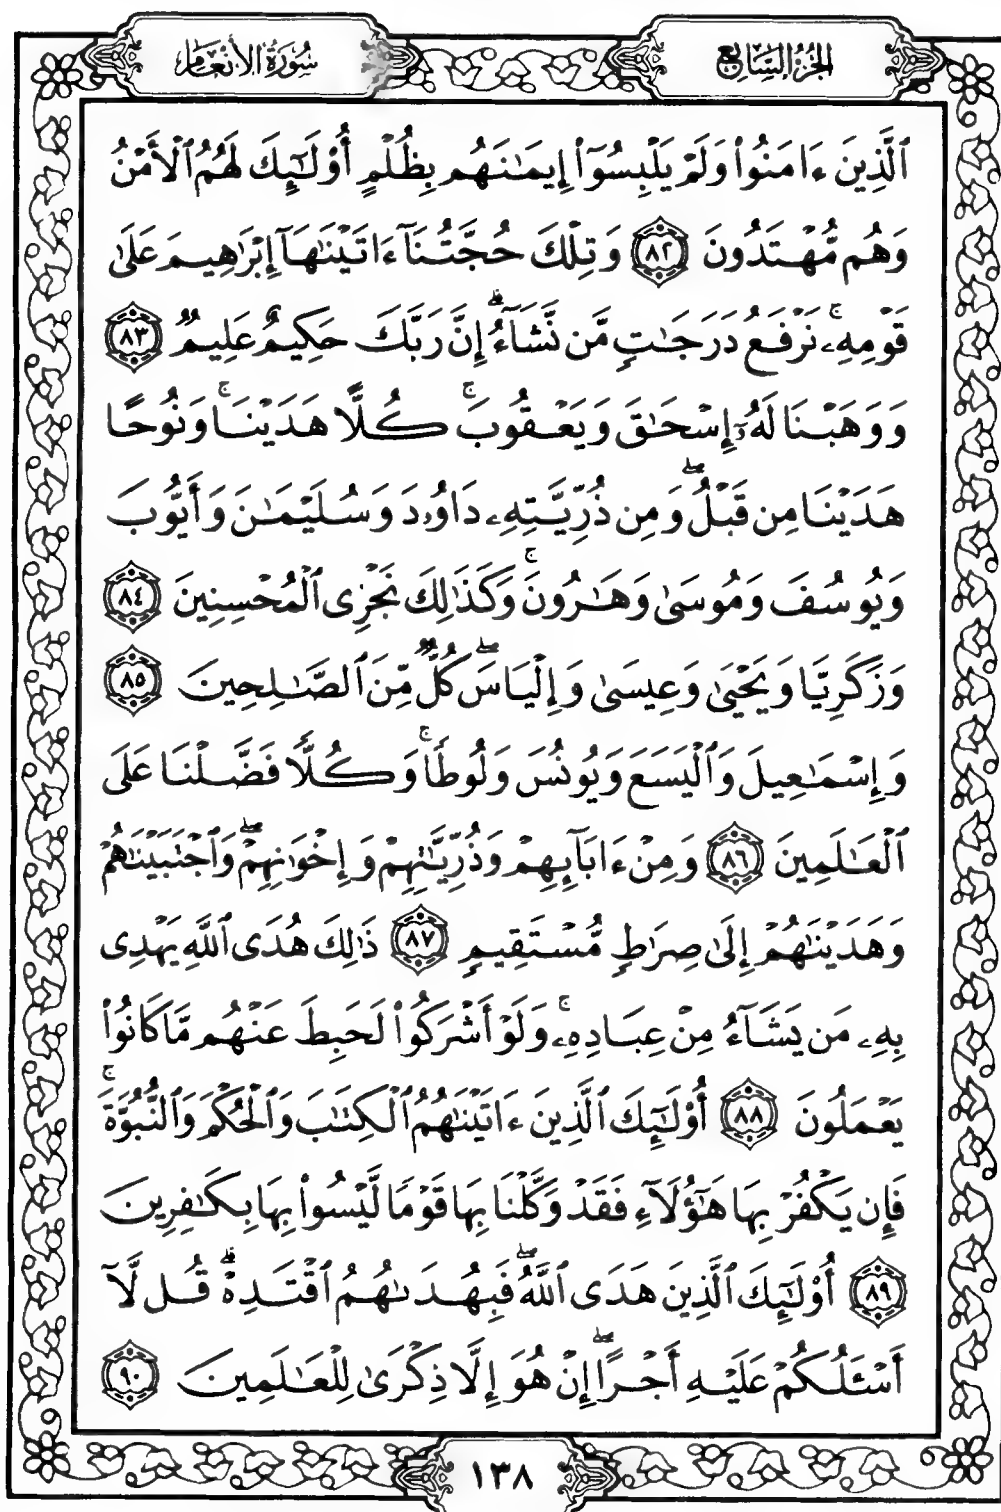 الجزء السابع
سورة الأنعام
ٱلَّذِينَ ءَامَنُوا۟ وَلَمْ يَلْبِسُوٓا۟ إِيمَـٰنَهُم بِظُلْمٍ أُو۟لَـٰٓئِكَ لَهُمُ ٱلْأَمْنُ
وَهُم مُّهْتَدُونَ ٨٢ وَتِلْكَ حُجَّتُنَآ ءَاتَيْنَـٰهَآ إِبْرَٰهِيمَ عَلَىٰ
قَوْمِهِۦۚ نَرْفَعُ دَرَجَـٰتٍ مَّن نَّشَآءُۗ إِنَّ رَبَّكَ حَكِيمٌ عَلِيمٌ ٨٣
وَوَهَبْنَا لَهُۥٓ إِسْحَـٰقَ وَيَعْقُوبَۚ كُلًّا هَدَيْنَاۚ وَنُوحًا
هَدَيْنَا مِن قَبْلُۖ وَمِن ذُرِّيَّتِهِۦ دَاوُۥدَ وَسُلَيْمَـٰنَ وَأَيُّوبَ
وَيُوسُفَ وَمُوسَىٰ وَهَـٰرُونَۚ وَكَذَٰلِكَ نَجْزِى ٱلْمُحْسِنِينَ ٨٤
وَزَكَرِيَّا وَيَحْيَىٰ وَعِيسَىٰ وَإِلْيَاسَۖ كُلٌّ مِّنَ ٱلصَّـٰلِحِينَ ٨٥
وَإِسْمَـٰعِيلَ وَٱلْيَسَعَ وَيُونُسَ وَلُوطًاۚ وَكُلًّا فَضَّلْنَا عَلَى
ٱلْعَـٰلَمِينَ ٨٦ وَمِنْ ءَابَآئِهِمْ وَذُرِّيَّـٰتِهِمْ وَإِخْوَٰنِهِمْۖ وَٱجْتَبَيْنَـٰهُمْ
وَهَدَيْنَـٰهُمْ إِلَىٰ صِرَٰطٍ مُّسْتَقِيمٍ ٨٧ ذَٰلِكَ هُدَى ٱللَّهِ يَهْدِى
بِهِۦ مَن يَشَآءُ مِنْ عِبَادِهِۦۚ وَلَوْ أَشْرَكُوا۟ لَحَبِطَ عَنْهُم مَّا كَانُوا۟
يَعْمَلُونَ ٨٨ أُو۟لَـٰٓئِكَ ٱلَّذِينَ ءَاتَيْنَـٰهُمُ ٱلْكِتَـٰبَ وَٱلْحُكْمَ وَٱلنُّبُوَّةَۚ
فَإِن يَكْفُرْ بِهَا هَـٰٓؤُلَآءِ فَقَدْ وَكَّلْنَا بِهَا قَوْمًا لَّيْسُوا۟ بِهَا بِكَـٰفِرِينَ
٨٩ أُو۟لَـٰٓئِكَ ٱلَّذِينَ هَدَى ٱللَّهُۖ فَبِهُدَىٰهُمُ ٱقْتَدِهْۗ قُل لَّآ
أَسْـَٔلُكُمْ عَلَيْهِ أَجْرًاۖ إِنْ هُوَ إِلَّا ذِكْرَىٰ لِلْعَـٰلَمِينَ ٩٠
١٣٨